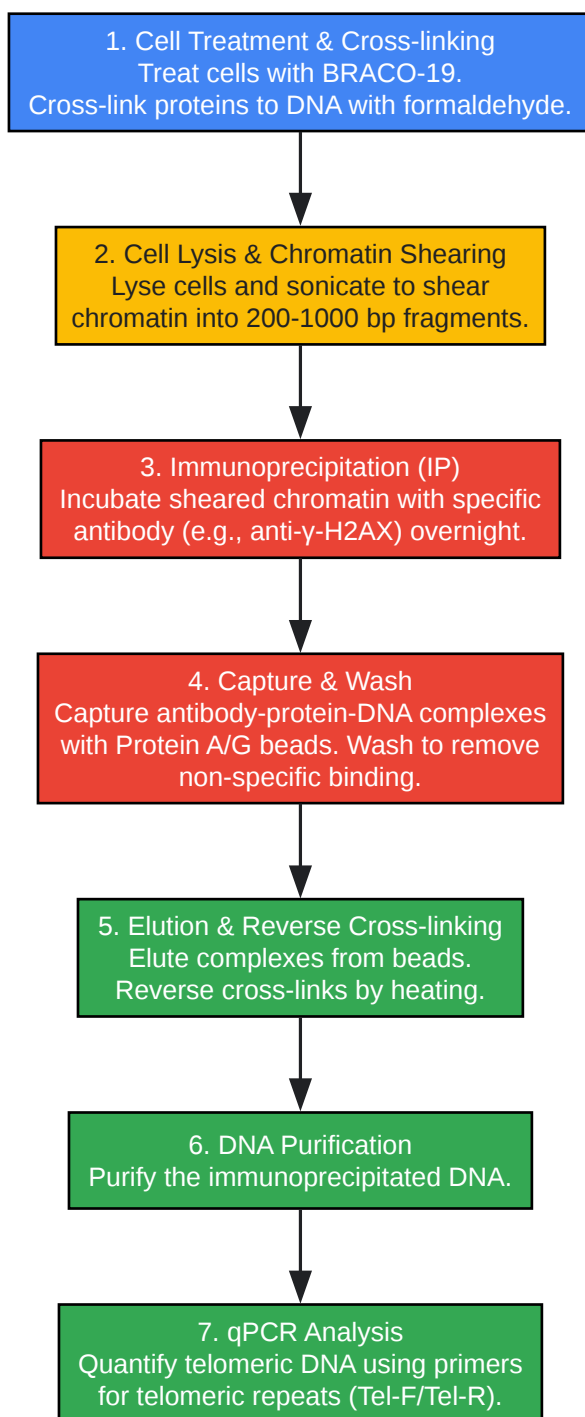 1. Cell Treatment & Cross-linking
Treat cells with BRACO-19.
Cross-link proteins to DNA with formaldehyde.
2. Cell Lysis & Chromatin Shearing
Lyse cells and sonicate to shear
chromatin into 200-1000 bp fragments.
3. Immunoprecipitation (IP)
Incubate sheared chromatin with specific
antibody (e.g., anti-γ-H2AX) overnight.
4. Capture & Wash
Capture antibody-protein-DNA complexes
with Protein A/G beads. Wash to remove
non-specific binding.
5. Elution & Reverse Cross-linking
Elute complexes from beads.
Reverse cross-links by heating.
6. DNA Purification
Purify the immunoprecipitated DNA.
7. qPCR Analysis
Quantify telomeric DNA using primers
for telomeric repeats (Tel-F/Tel-R).